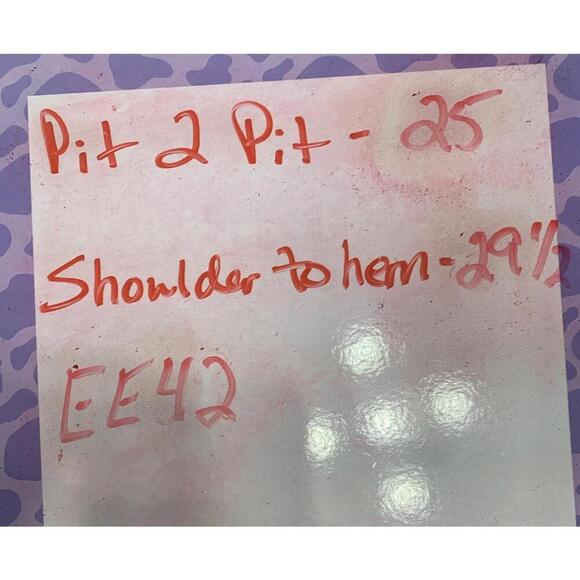 Pit 2 Pit - 25
Shoulder to hem - 29 1/2
EE42